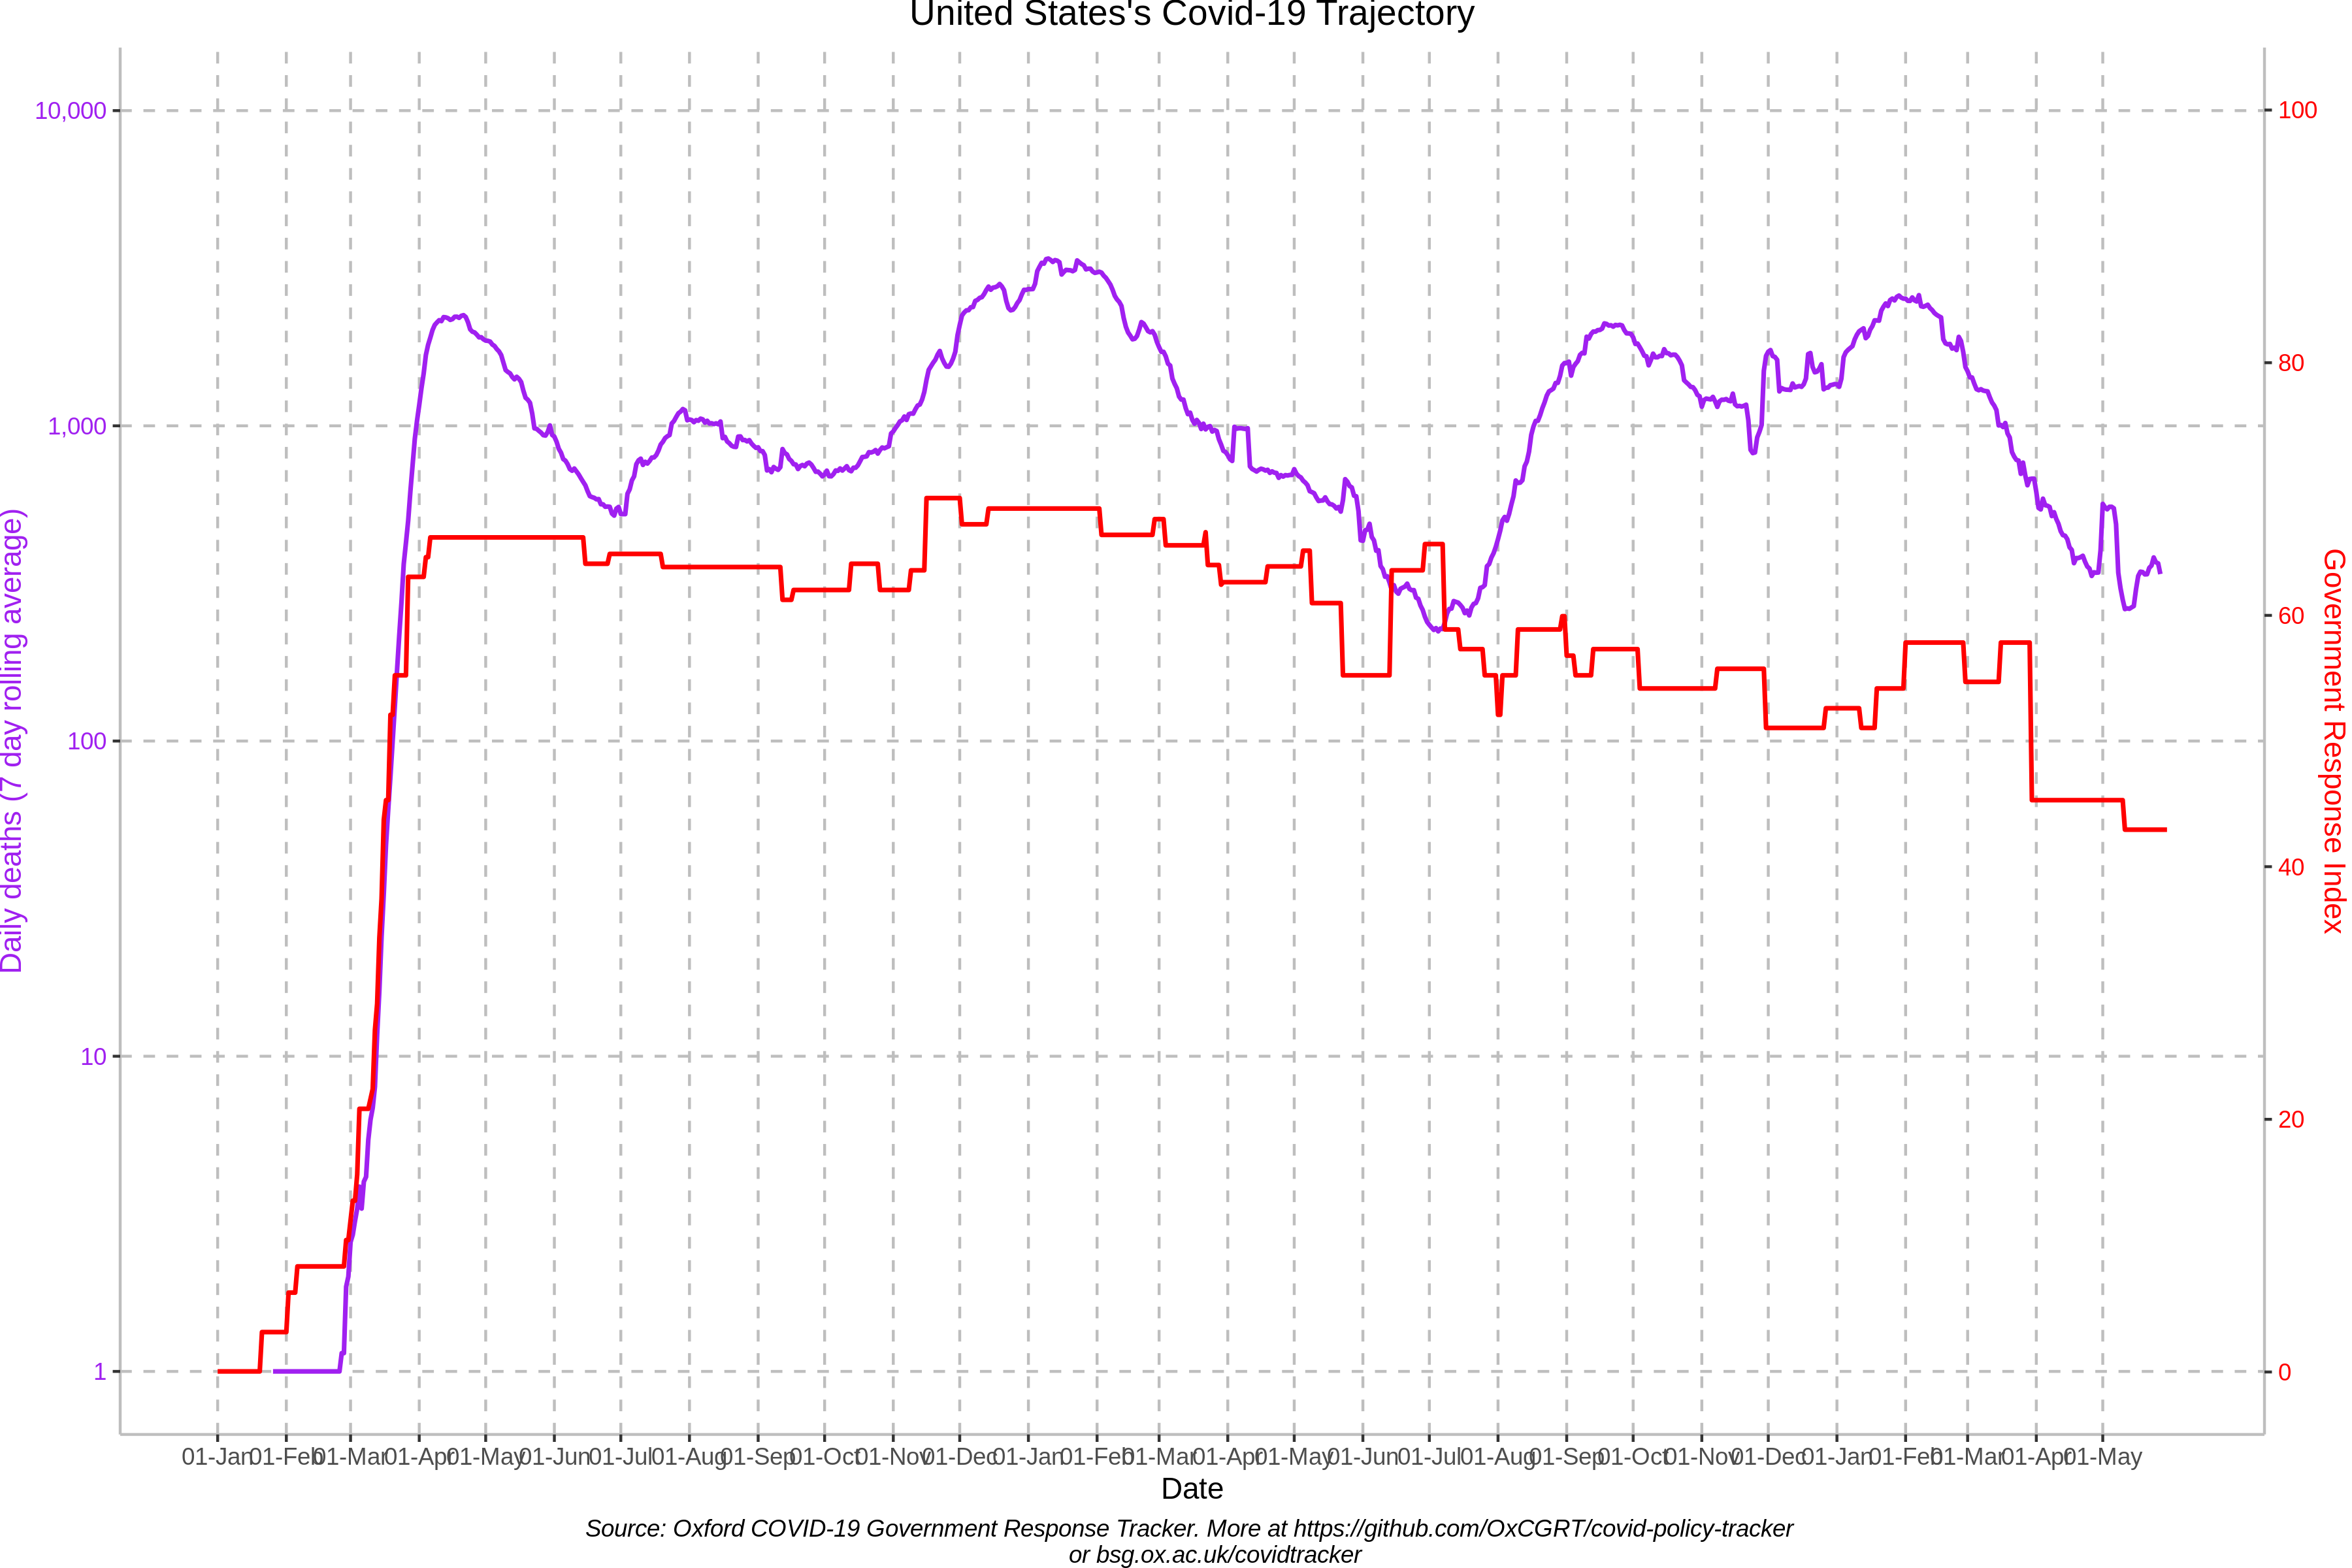 United States's Covid-19 Trajectory
10,000
1,000
100
10
1
Daily deaths (7 day rolling average)
100
80
60
40
20
0
Government Response Index
01-Jan 01-Feb 01-Mar 01-Apr 01-May 01-Jun 01-Jul 01-Aug 01-Sep 01-Oct 01-Nov 01-Dec 01-Jan 01-Feb 01-Mar 01-Apr 01-May 01-Jun 01-Jul 01-Aug 01-Sep 01-Oct 01-Nov 01-Dec 01-Jan 01-Feb 01-Mar 01-Apr 01-May
Date
Source: Oxford COVID-19 Government Response Tracker. More at https://github.com/OxCGRT/covid-policy-tracker
or bsg.ox.ac.uk/covidtracker